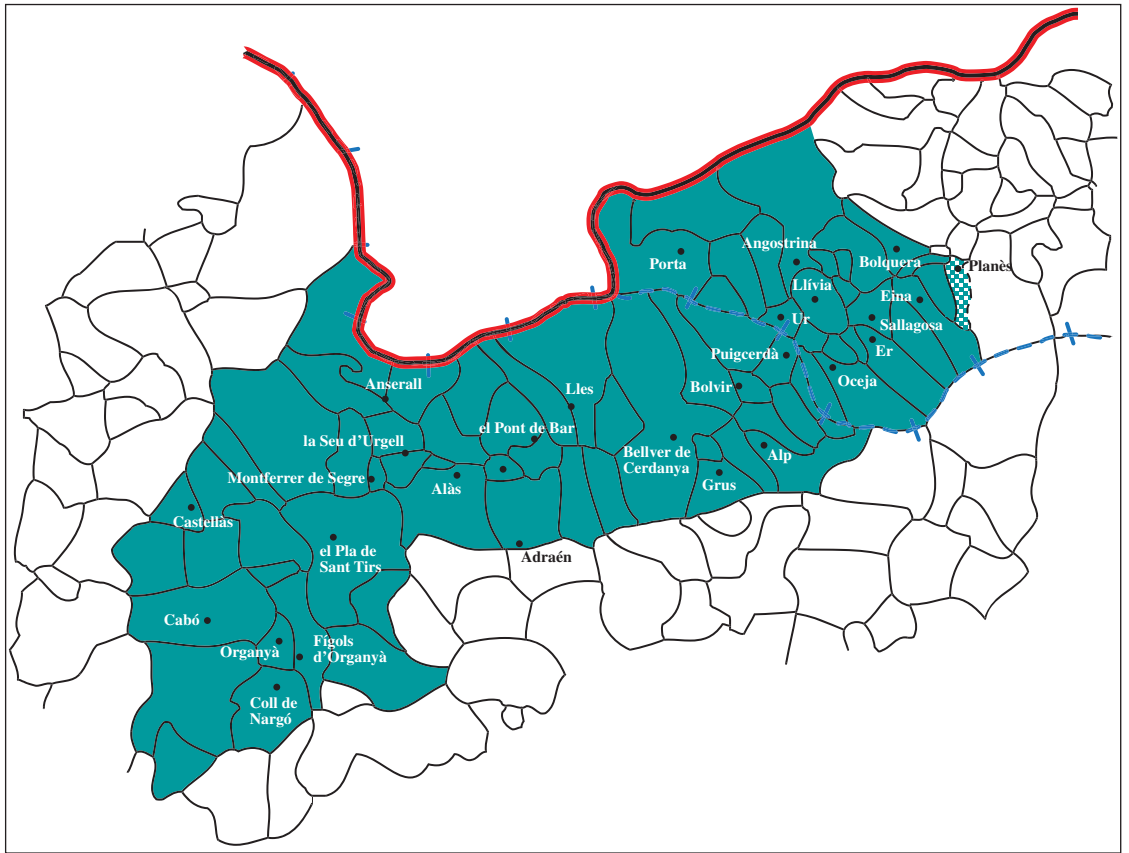 Angostrina
Porta
Bolquera
Planès
Llívia
Eina
Ur
Sallagosa
Puigcerdà
Er
Oceja
Bolvir
Anserall
Lles
el Pont de Bar
la Seu d’Urgell
Bellver de
Cerdanya
Alp
Montferrer de Segre
Alàs
Grus
Castellàs
el Pla de
Sant Tirs
Adraén
Cabó
Organyà
Fígols
d’Organyà
Coll de
Nargó